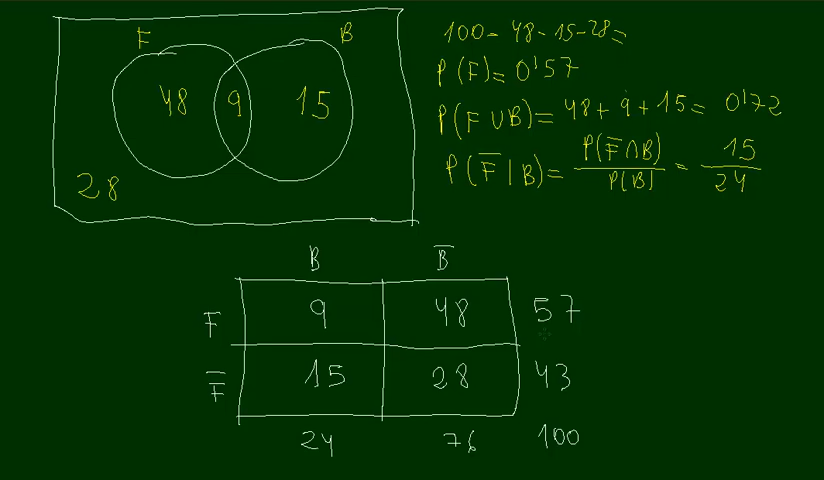 F B
48 9 15
28
100-48-15-28=
P(F)=0'57
P(F∪B)=48+9+15=0'72
P(F̅|B)=P(F̅∩B)/P(B)=15/24
B B̅
F 9 48 57
F̅ 15 28 43
24 76 100